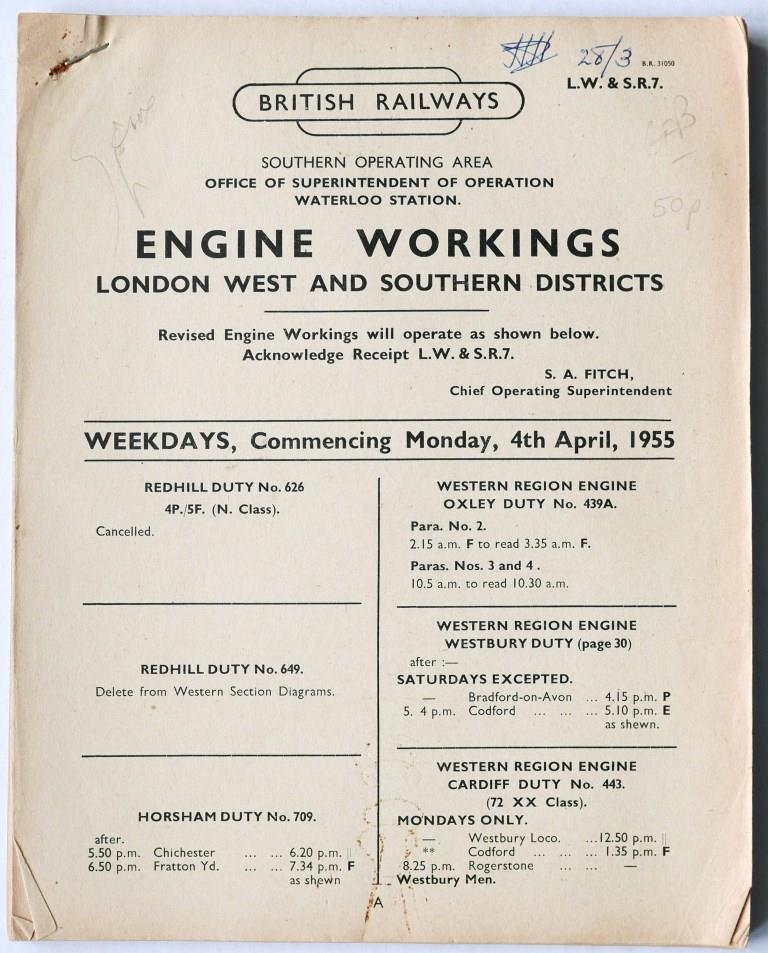 28/3
B.R. 31050
L.W. & S.R.7.
BRITISH RAILWAYS
50p
SOUTHERN OPERATING AREA
OFFICE OF SUPERINTENDENT OF OPERATION
WATERLOO STATION.
ENGINE WORKINGS
LONDON WEST AND SOUTHERN DISTRICTS
Revised Engine Workings will operate as shown below.
Acknowledge Receipt L.W. & S.R.7.
S. A. FITCH,
Chief Operating Superintendent
WEEKDAYS, Commencing Monday, 4th April, 1955
REDHILL DUTY No. 626
4P./5F. (N. Class).
Cancelled.
REDHILL DUTY No. 649.
Delete from Western Section Diagrams.
HORSHAM DUTY No. 709.
after.
5.50 p.m. Chichester ... ... 6.20 p.m. ||
6.50 p.m. Fratton Yd. ... ... 7.34 p.m. F
as shewn
WESTERN REGION ENGINE
OXLEY DUTY No. 439A.
Para. No. 2.
2.15 a.m. F to read 3.35 a.m. F.
Paras. Nos. 3 and 4 .
10.5 a.m. to read 10.30 a.m.
WESTERN REGION ENGINE
WESTBURY DUTY (page 30)
after :—
SATURDAYS EXCEPTED.
— Bradford-on-Avon ... 4.15 p.m. P
5. 4 p.m. Codford ... ... ... 5.10 p.m. E
as shewn.
WESTERN REGION ENGINE
CARDIFF DUTY No. 443.
(72 XX Class).
MONDAYS ONLY.
— Westbury Loco. ...12.50 p.m. ||
** Codford ... ... ... 1.35 p.m. F
8.25 p.m. Rogerstone ... ... —
Westbury Men.
A